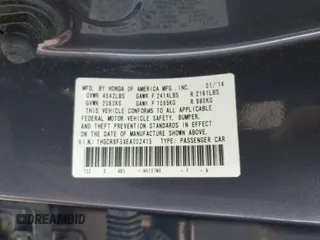 MFD. BY HONDA OF AMERICA MFG., INC. 01/14
GVWR 4542LBS GAWR F 2414LBS R 2161LBS
GVWR 2060KG GAWR F 1095KG R 980KG
THIS VEHICLE CONFORMS TO ALL APPLICABLE
FEDERAL MOTOR VEHICLE SAFETY, BUMPER,
AND THEFT PREVENTION STANDARDS IN EFFECT
ON THE DATE OF MANUFACTURE SHOWN ABOVE.
V.I.N.: 1HGCR6F5XEA002415 TYPE: PASSENGER CAR
ABS F A